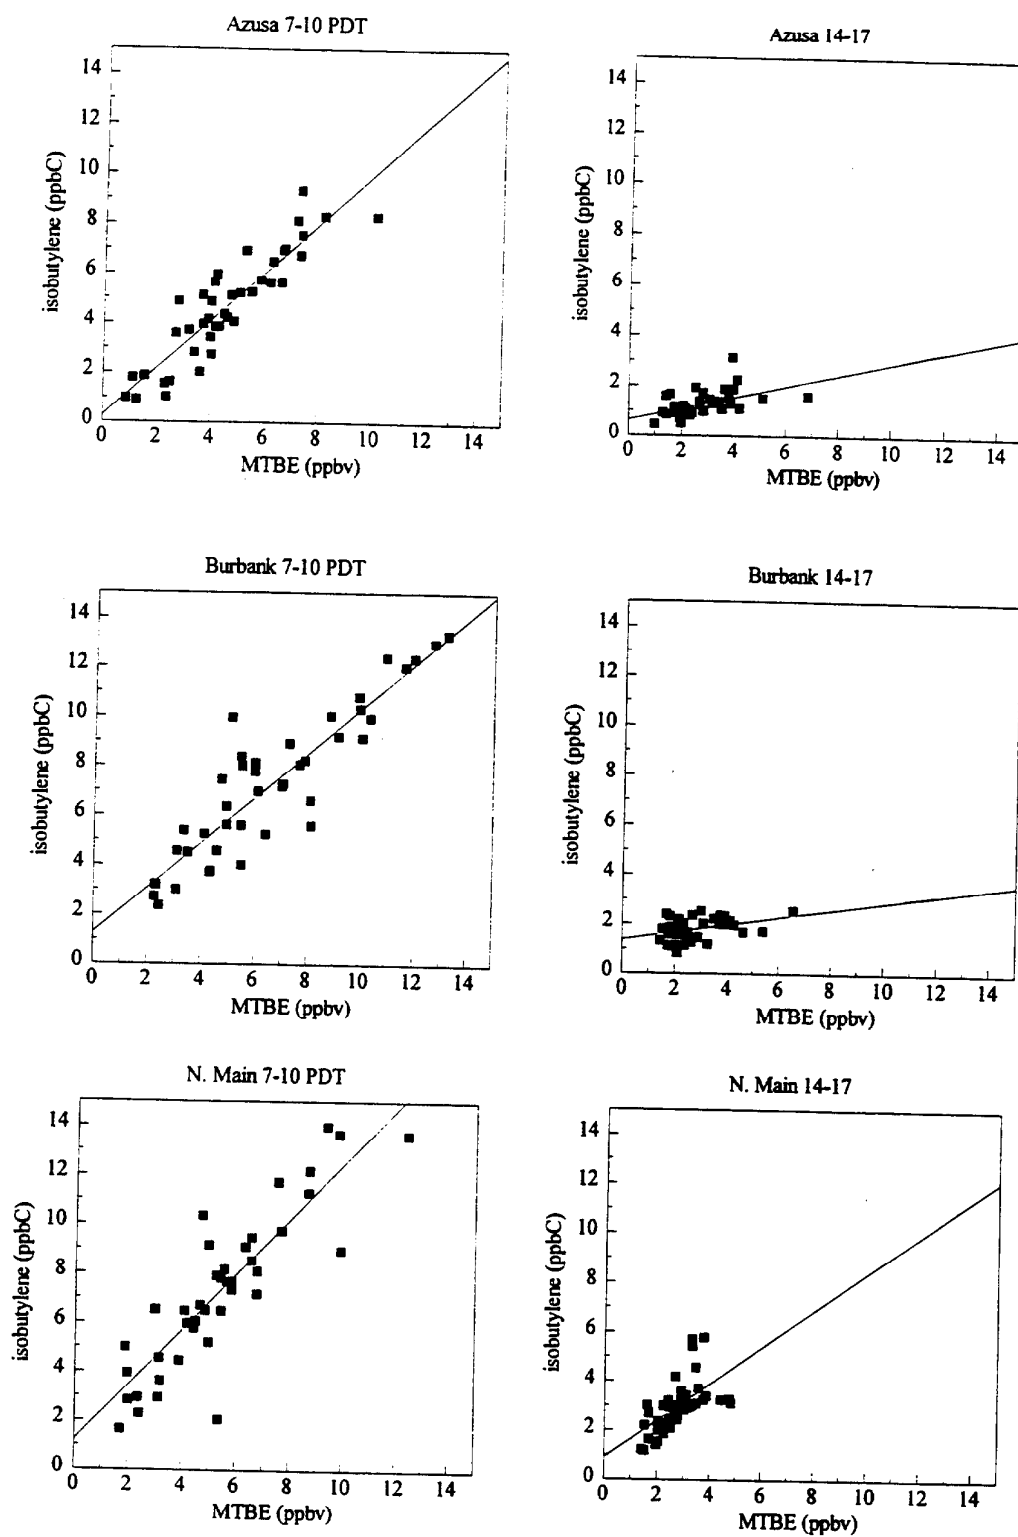 Azusa 7-10 PDT
14
12
10
8
6
4
2
0
isobutylene (ppbC)
0 2 4 6 8 10 12 14
MTBE (ppbv)
Azusa 14-17
14
12
10
8
6
4
2
0
isobutylene (ppbC)
0 2 4 6 8 10 12 14
MTBE (ppbv)
Burbank 7-10 PDT
14
12
10
8
6
4
2
0
isobutylene (ppbC)
0 2 4 6 8 10 12 14
MTBE (ppbv)
Burbank 14-17
14
12
10
8
6
4
2
0
isobutylene (ppbC)
0 2 4 6 8 10 12 14
MTBE (ppbv)
N. Main 7-10 PDT
14
12
10
8
6
4
2
0
isobutylene (ppbC)
0 2 4 6 8 10 12 14
MTBE (ppbv)
N. Main 14-17
14
12
10
8
6
4
2
0
isobutylene (ppbC)
0 2 4 6 8 10 12 14
MTBE (ppbv)